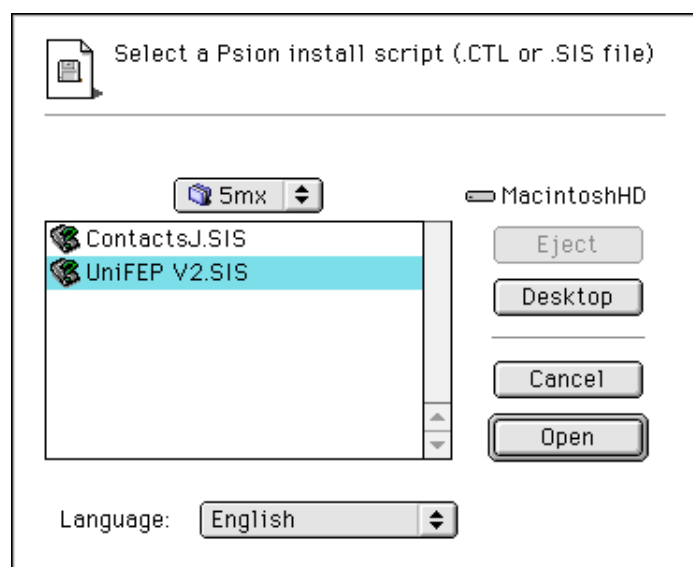 Select a Psion install script (.CTL or .SIS file)
5mx
MacintoshHD
ContactsJ.SIS
UniFEP V2.SIS
Eject
Desktop
Cancel
Open
Language: English